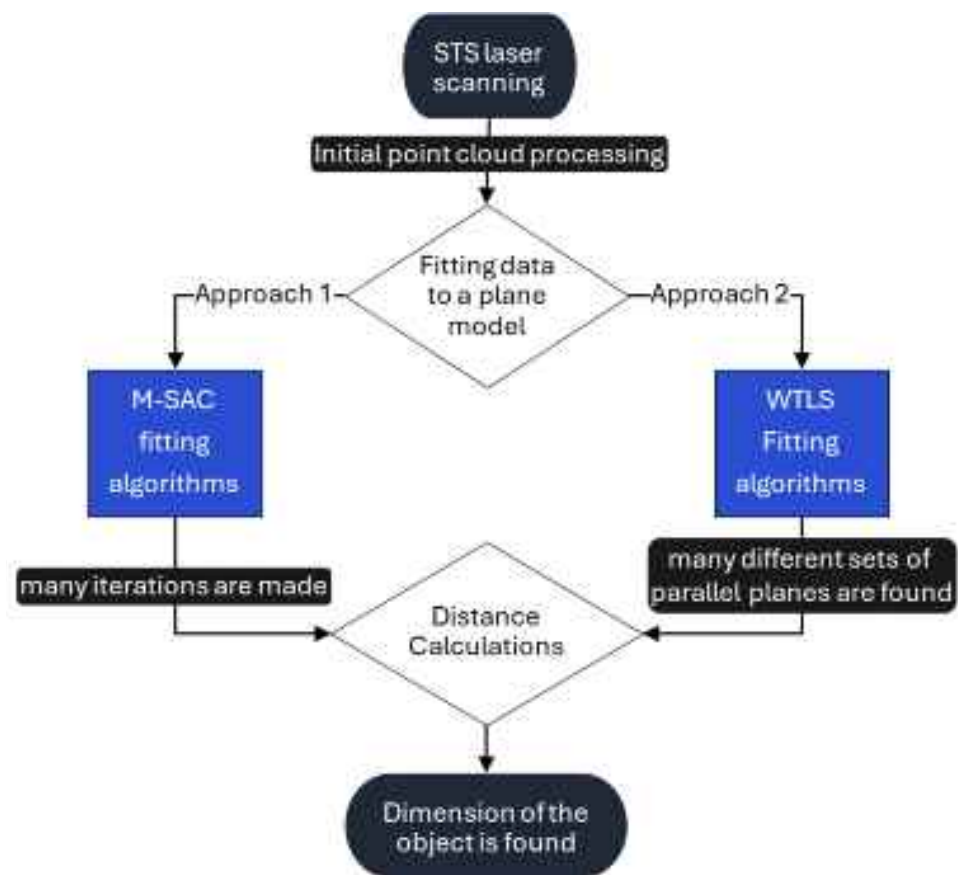 STS laser
scanning
Initial point cloud processing
Fitting data
to a plane
model
Approach 1
Approach 2
M-SAC
fitting
algorithms
WTLS
Fitting
algorithms
many iterations are made
many different sets of
parallel planes are found
Distance
Calculations
Dimension of the
object is found